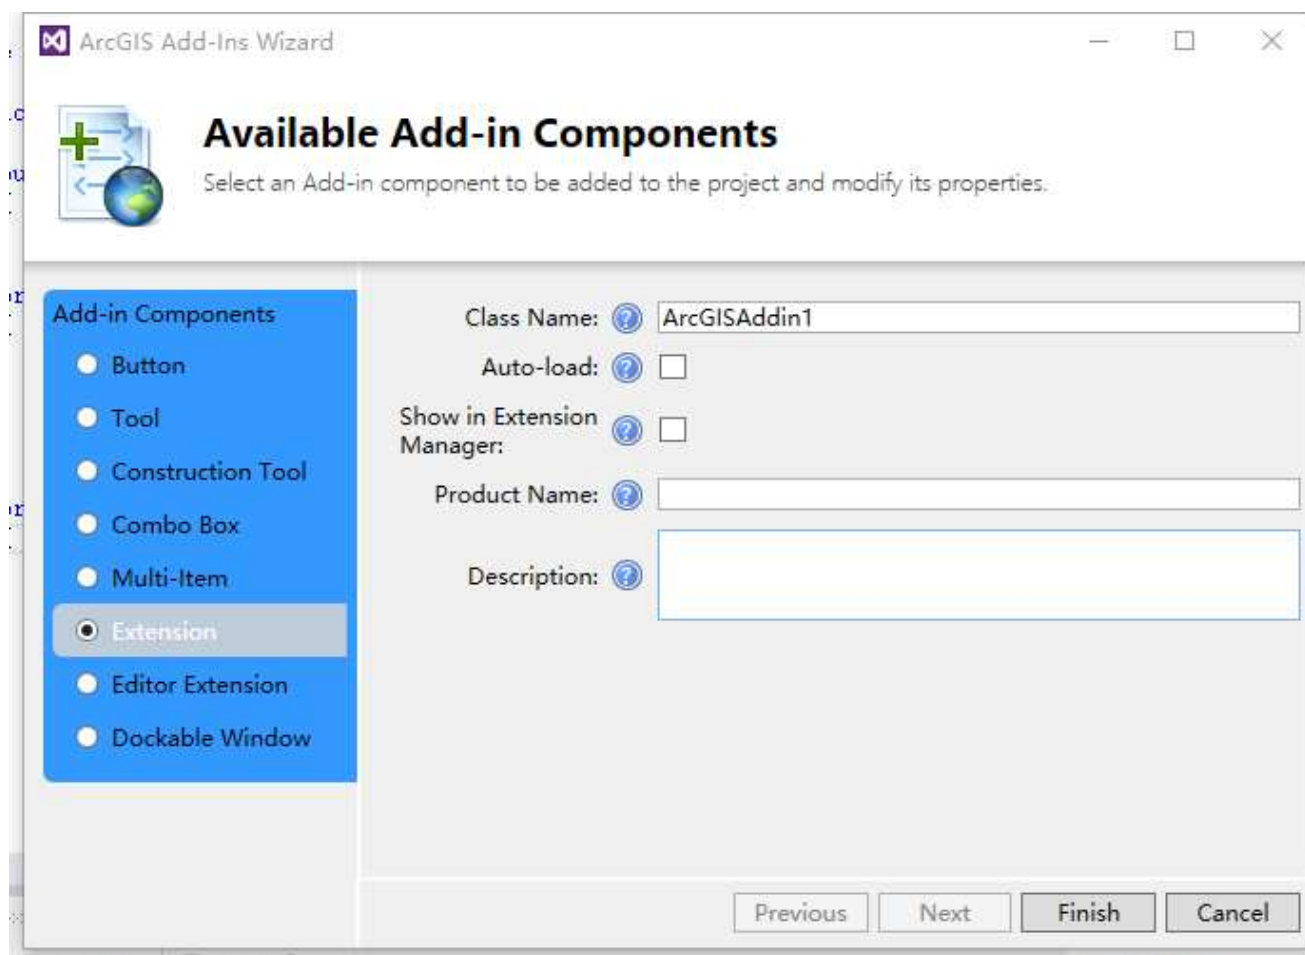 ArcGIS Add-Ins Wizard
Available Add-in Components
Select an Add-in component to be added to the project and modify its properties.
Add-in Components
Button
Tool
Construction Tool
Combo Box
Multi-Item
Extension
Editor Extension
Dockable Window
Class Name:
ArcGISAddin1
Auto-load:
Show in Extension
Manager:
Product Name:
Description:
Previous
Next
Finish
Cancel